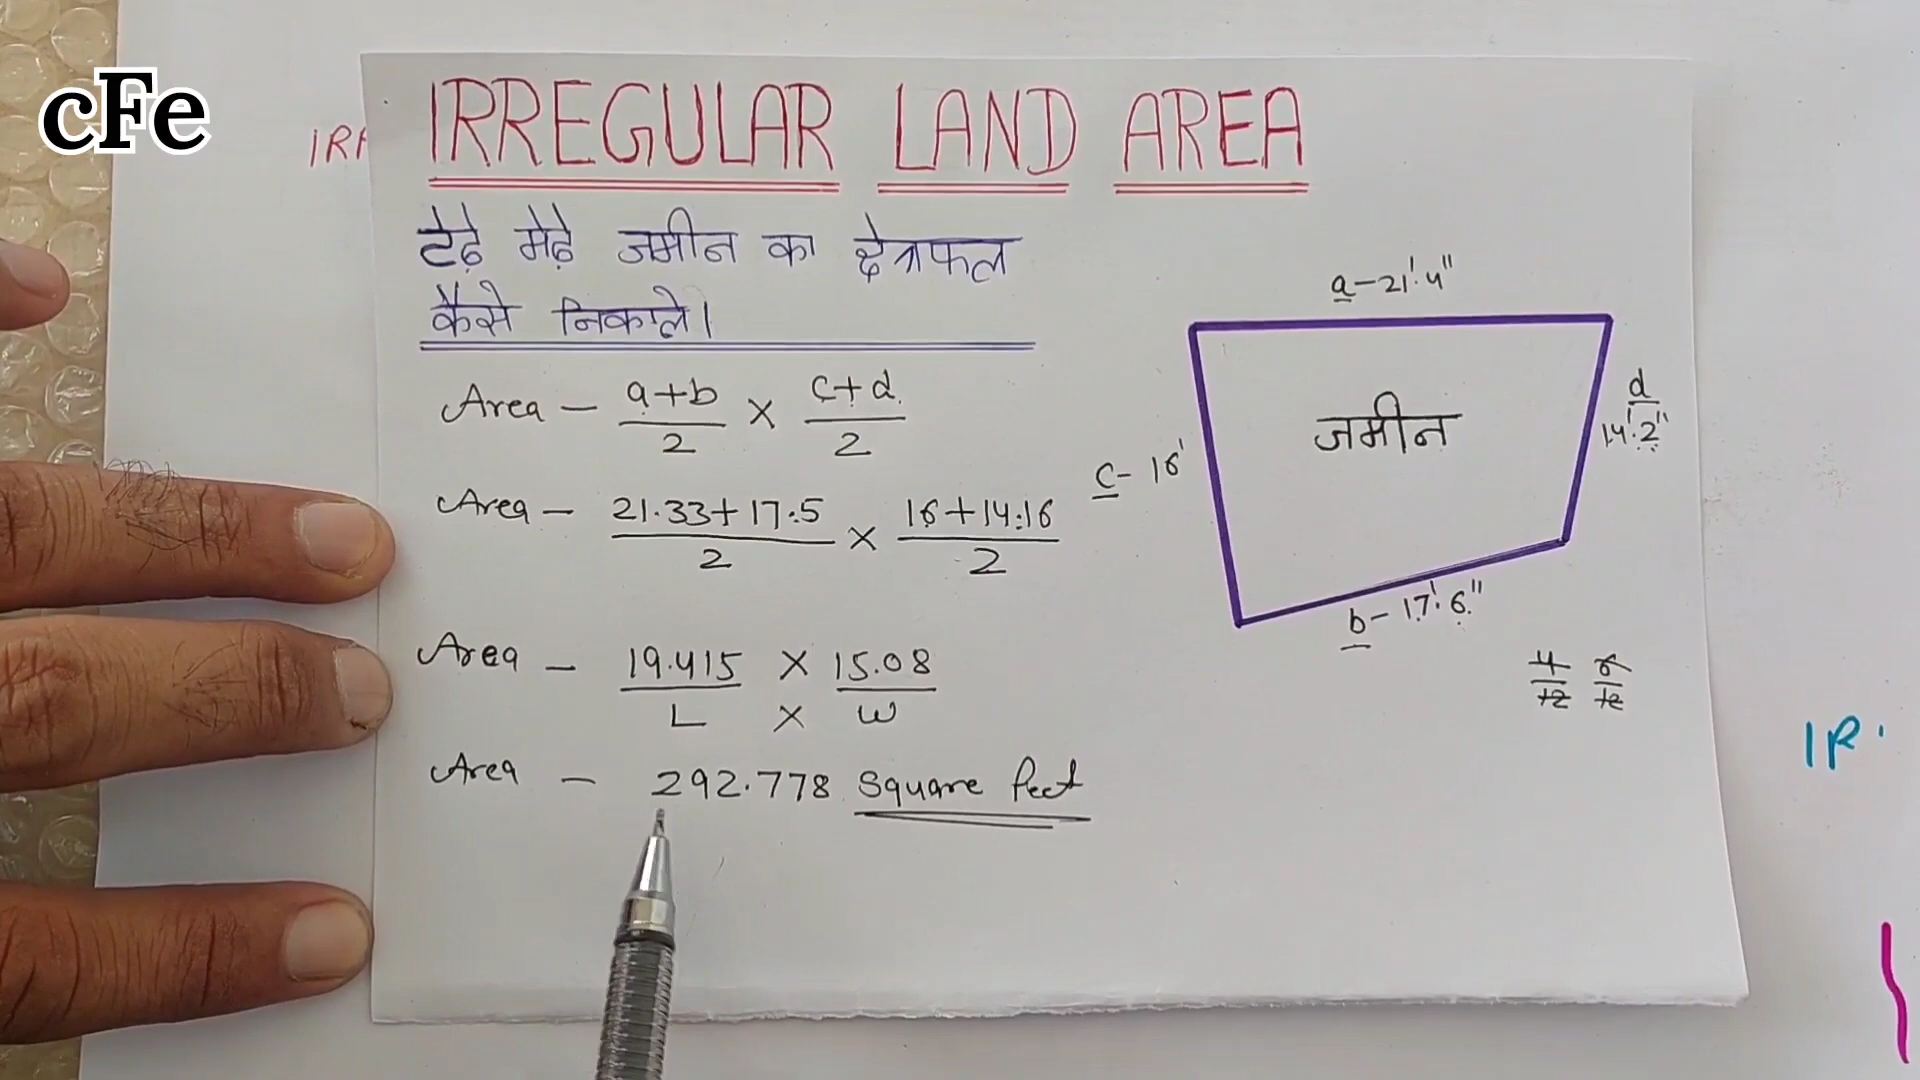 cFe
IRR
IRREGULAR LAND AREA
टेढ़े मेढ़े जमीन का क्षेत्रफल
कैसे निकाले।
Area - a+b/2 × c+d/2
Area - 21.33+17.5/2 × 16+14.16/2
Area - 19.415 × 15.08
L × W
Area - 292.778 Square feet
a-21'.4"
जमीन
d
14'.2"
c- 16'
b-17'.6"
4/12 6/12
IR.